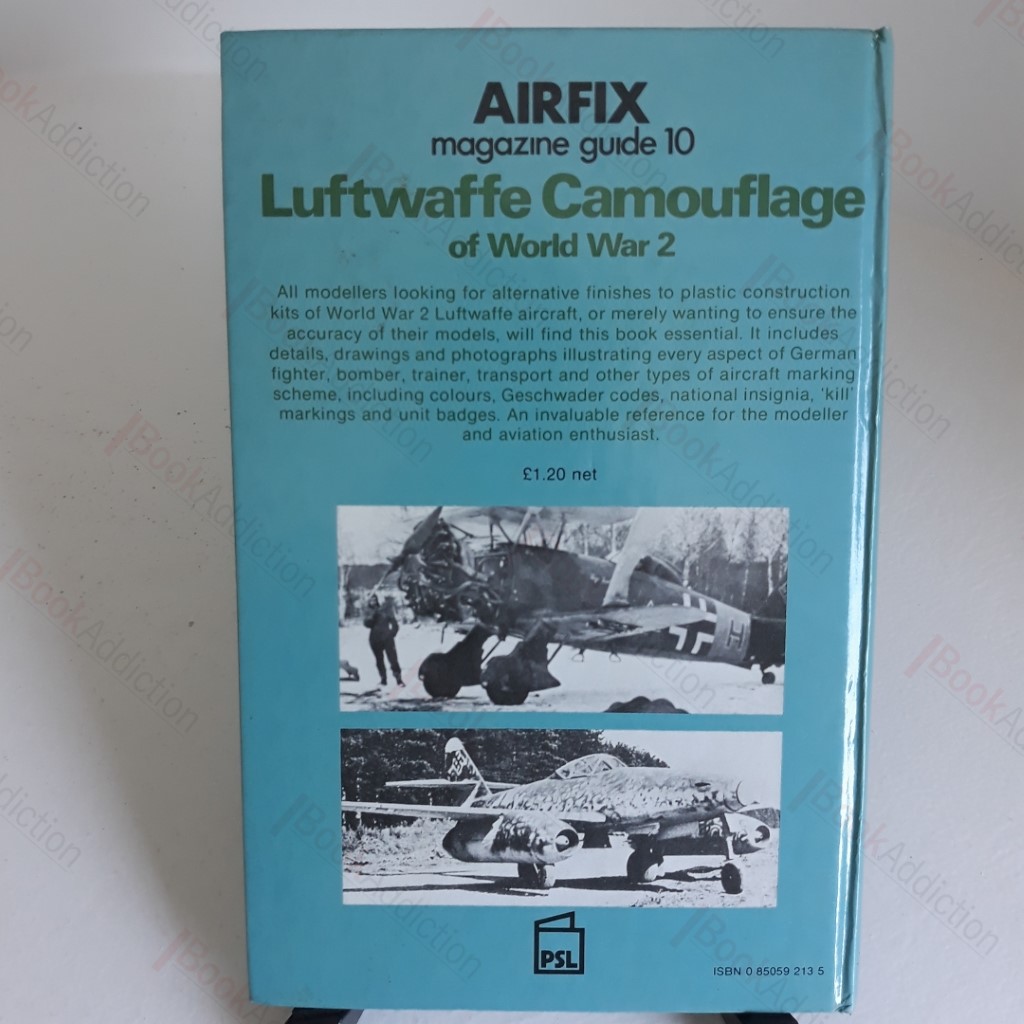 AIRFIX
magazine guide 10
Luftwaffe Camouflage
of World War 2
All modellers looking for alternative finishes to plastic construction
kits of World War 2 Luftwaffe aircraft, or merely wanting to ensure the
accuracy of their models, will find this book essential. It includes
details, drawings and photographs illustrating every aspect of German
fighter, bomber, trainer, transport and other types of aircraft marking
scheme, including colours, Geschwader codes, national insignia, 'kill'
markings and unit badges. An invaluable reference for the modeller
and aviation enthusiast.
£1.20 net
H
PSL
ISBN 0 85059 213 5
BookAddiction